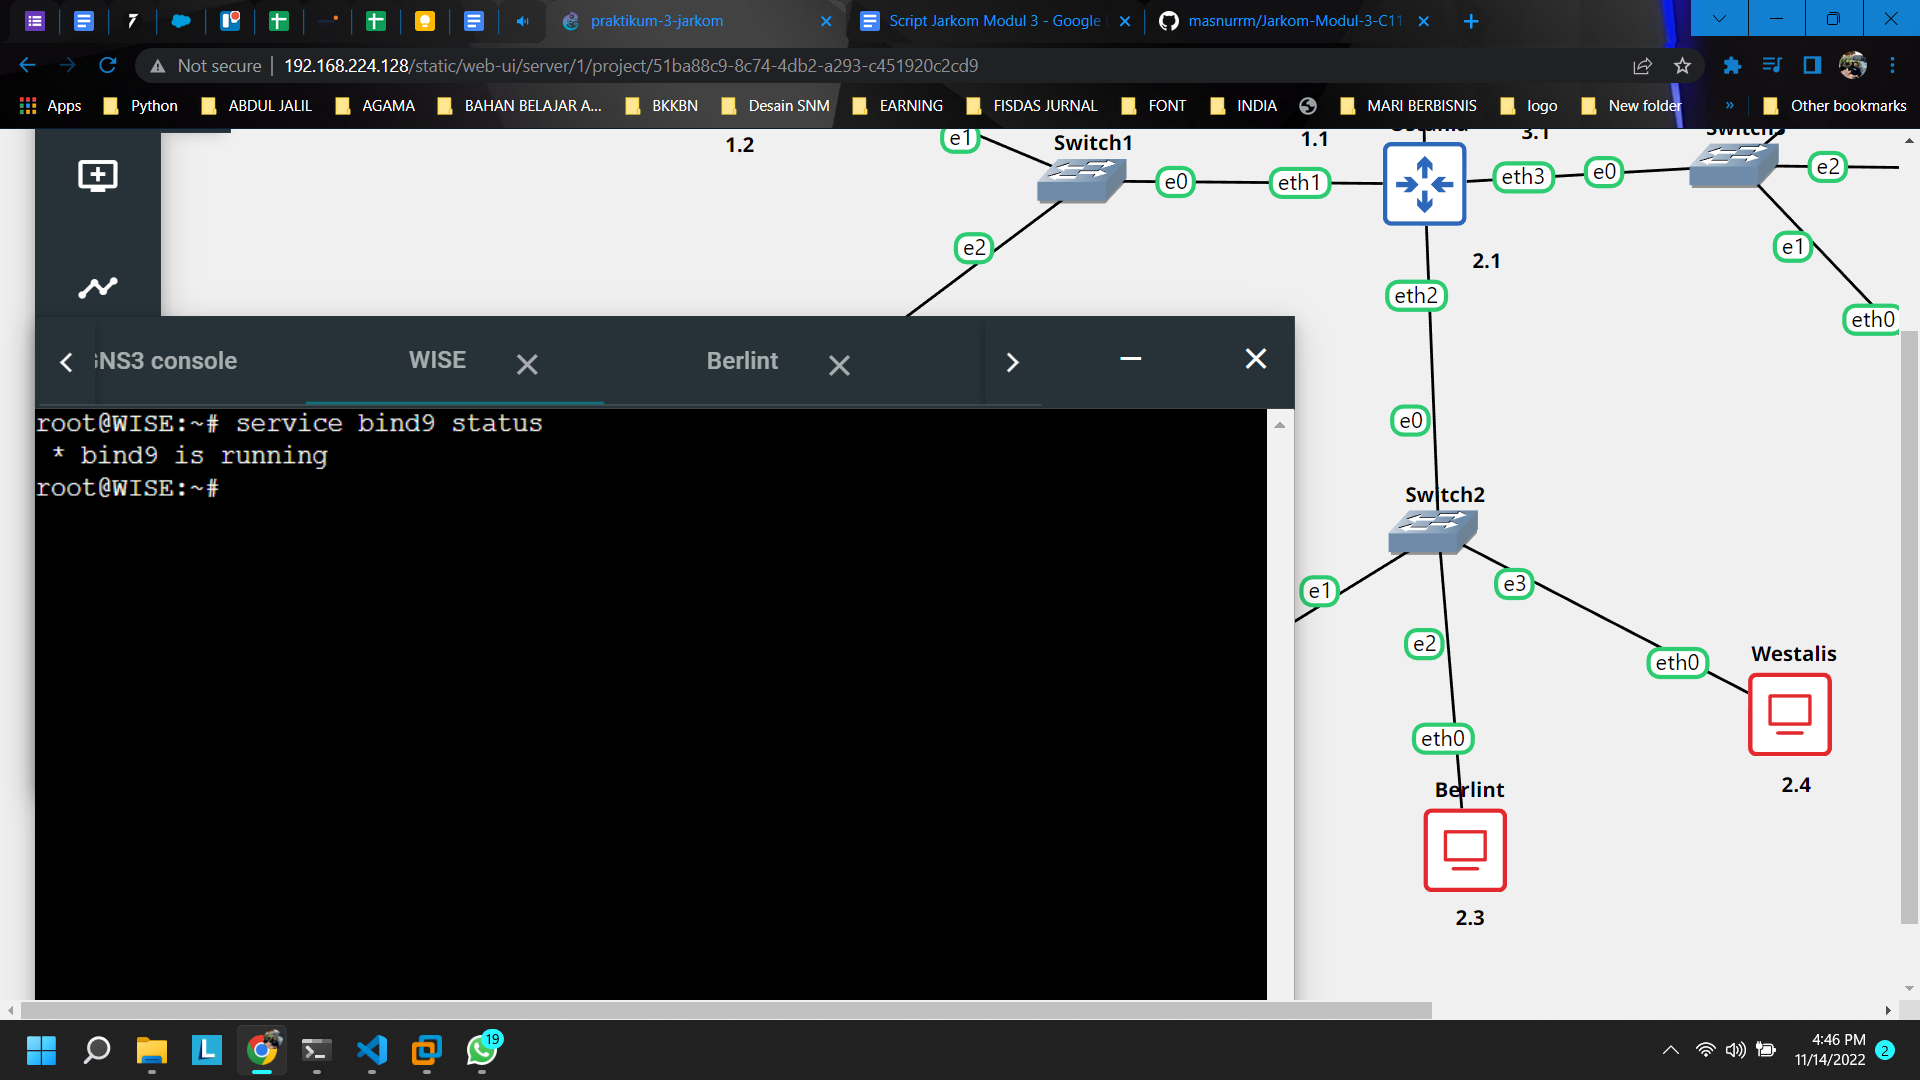 praktikum-3-jarkom
Script Jarkom Modul 3 - Google
masnurrm/Jarkom-Modul-3-C11
Not secure
192.168.224.128/static/web-ui/server/1/project/51ba88c9-8c74-4db2-a293-c451920c2cd9
Apps
Python
ABDUL JALIL
AGAMA
BAHAN BELAJAR A...
BKKBN
Desain SNM
EARNING
FISDAS JURNAL
FONT
INDIA
MARI BERBISNIS
logo
New folder
»
Other bookmarks
1.2
e1
Switch1
e0
eth1
1.1
eth3
3.1
e0
e2
e2
e1
2.1
eth2
eth0
GNS3 console
WISE
Berlint
root@WISE:~# service bind9 status
* bind9 is running
root@WISE:~#
e0
Switch2
e1
e3
e2
eth0
Westalis
eth0
2.4
Berlint
2.3
L
19
4:46 PM
11/14/2022
2